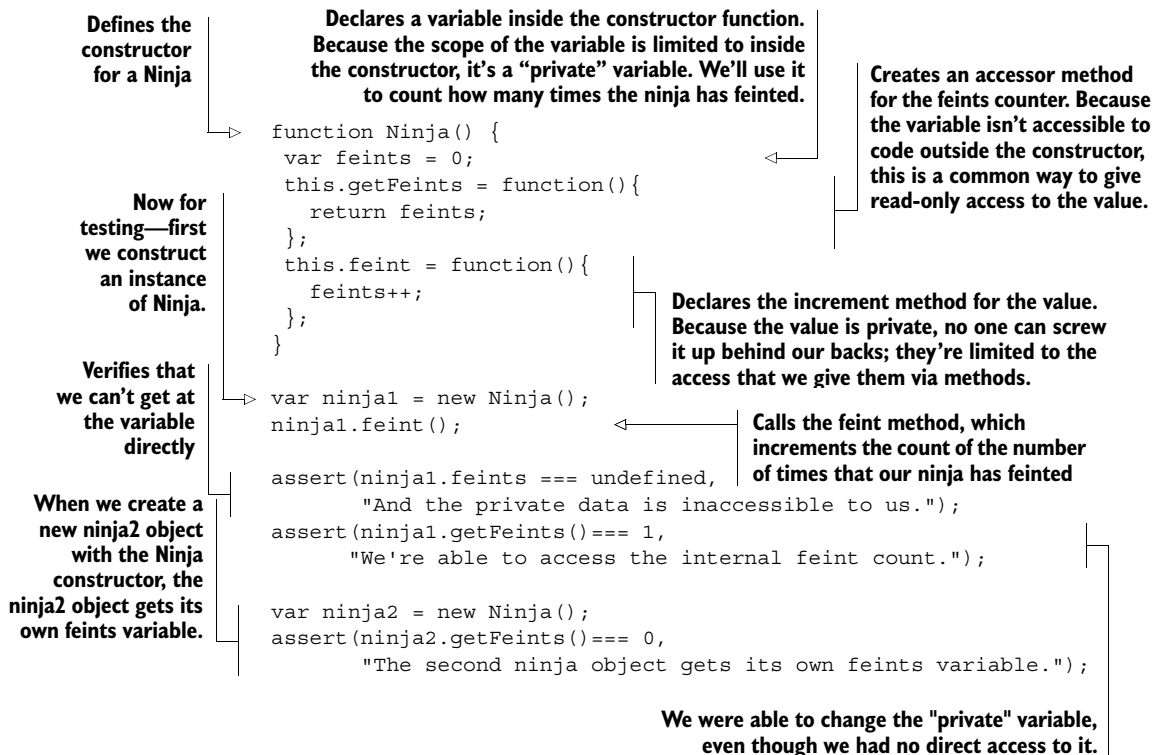 Defines the
constructor
for a Ninja
Declares a variable inside the constructor function.
Because the scope of the variable is limited to inside
the constructor, it's a “private” variable. We'll use it
to count how many times the ninja has feinted.
Creates an accessor method
for the feints counter. Because
the variable isn't accessible to
code outside the constructor,
this is a common way to give
read-only access to the value.
function Ninja() {
var feints = 0;
this.getFeints = function(){
return feints;
};
this.feint = function(){
feints++;
};
}
Now for
testing—first
we construct
an instance
of Ninja.
Declares the increment method for the value.
Because the value is private, no one can screw
it up behind our backs; they're limited to the
access that we give them via methods.
Verifies that
we can't get at
the variable
directly
var ninja1 = new Ninja();
ninja1.feint();
Calls the feint method, which
increments the count of the number
of times that our ninja has feinted
assert(ninja1.feints === undefined,
"And the private data is inaccessible to us.");
assert(ninja1.getFeints()=== 1,
"We're able to access the internal feint count.");
When we create a
new ninja2 object
with the Ninja
constructor, the
ninja2 object gets its
own feints variable.
var ninja2 = new Ninja();
assert(ninja2.getFeints()=== 0,
"The second ninja object gets its own feints variable.");
We were able to change the "private" variable,
even though we had no direct access to it.